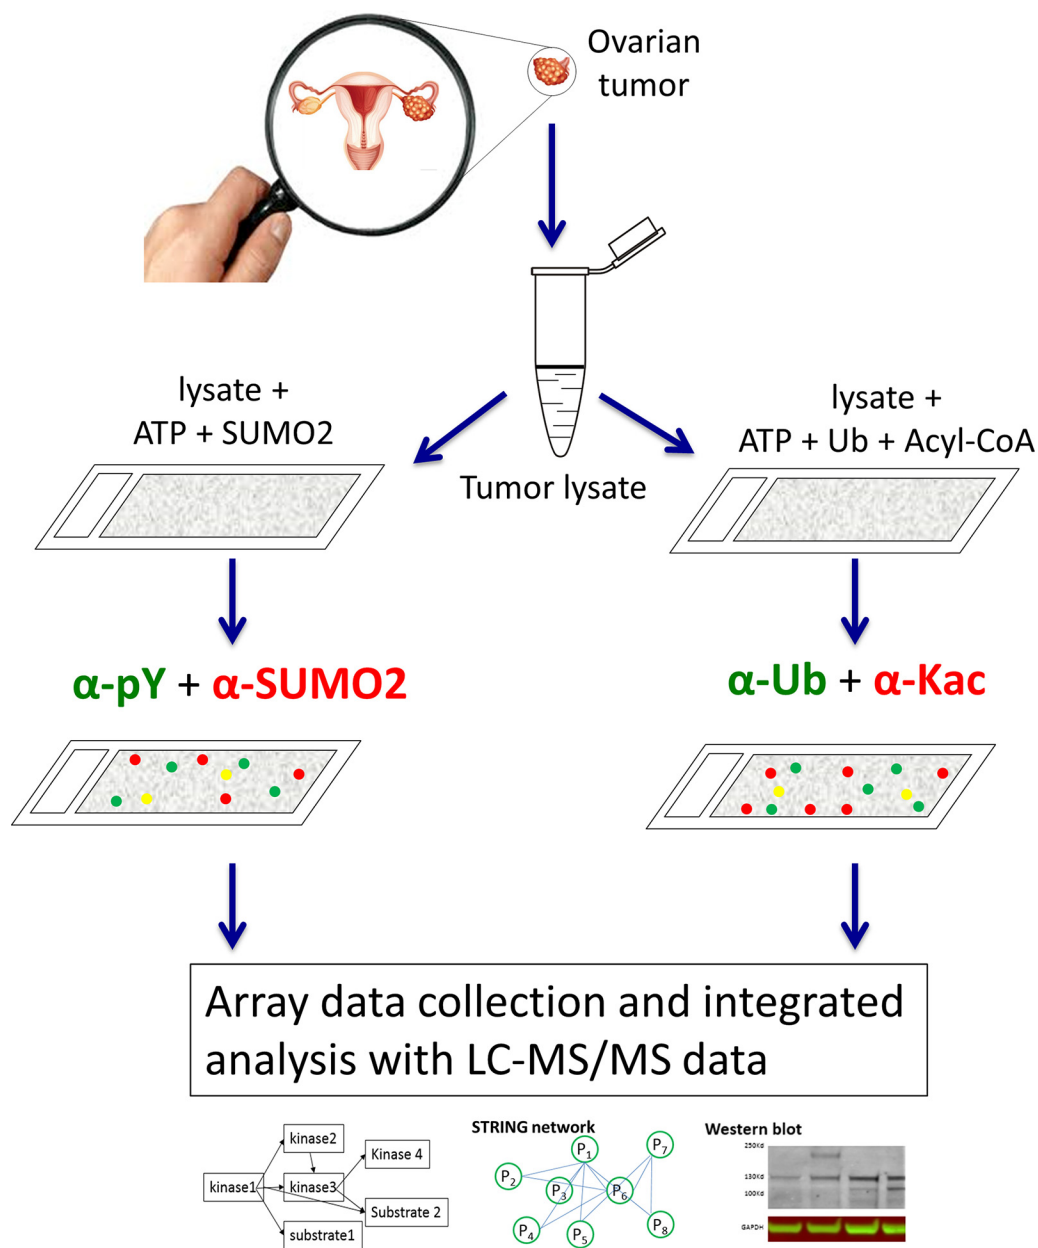 Ovarian
tumor
lysate +
ATP + SUMO2
lysate +
ATP + Ub + Acyl-CoA
Tumor lysate
α-pY + α-SUMO2
α-Ub + α-Kac
Array data collection and integrated
analysis with LC-MS/MS data
kinase2
Kinase 4
kinase1
kinase3
Substrate 2
substrate1
STRING network
P1
P7
P2
P3
P6
P4
P5
P8
Western blot
250Kd
130Kd
100Kd
GAPDH